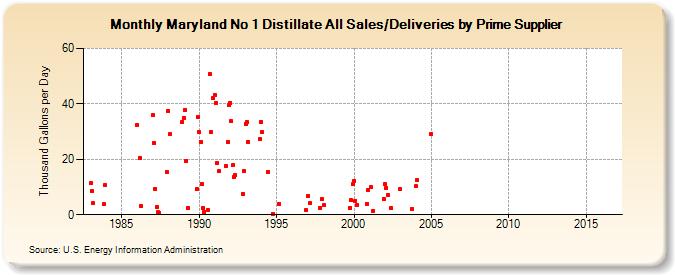 Monthly Maryland No 1 Distillate All Sales/Deliveries by Prime Supplier
Thousand Gallons per Day
60
40
20
0
1985 1990 1995 2000 2005 2010 2015
Source: U.S. Energy Information Administration